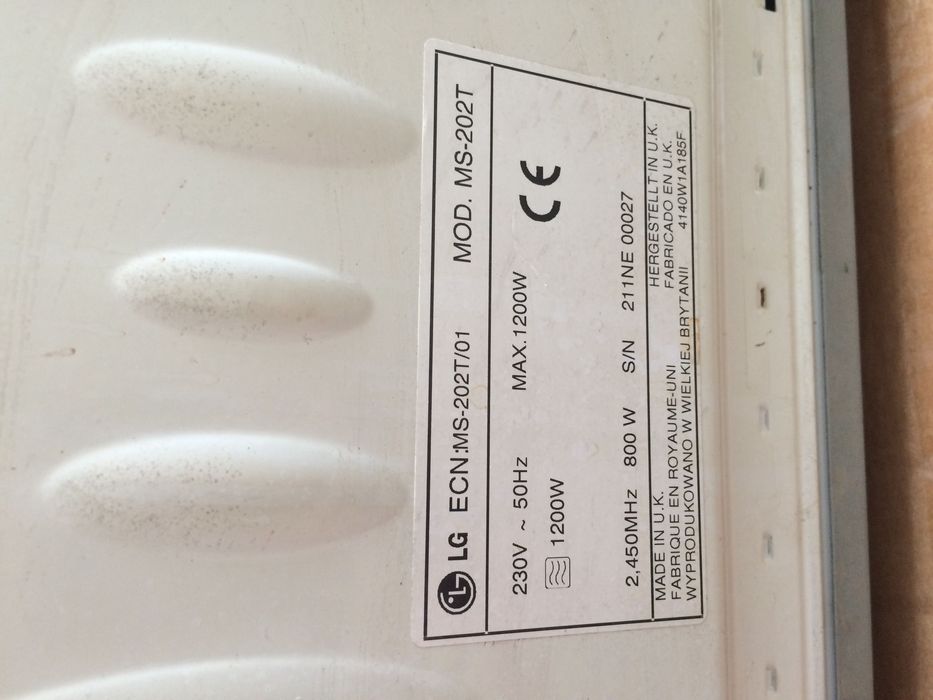 LG ECN:MS-202T/01 MOD. MS-202T
230V ~ 50Hz MAX.1200W CE
1200W
2,450MHz 800 W S/N 211NE 00027
MADE IN U.K. HERGESTELLT IN U.K.
FABRIQUE EN ROYAUME-UNI FABRICADO EN U.K.
WYPRODUKOWANO W WIELKIEJ BRYTANII 4140W1A185F